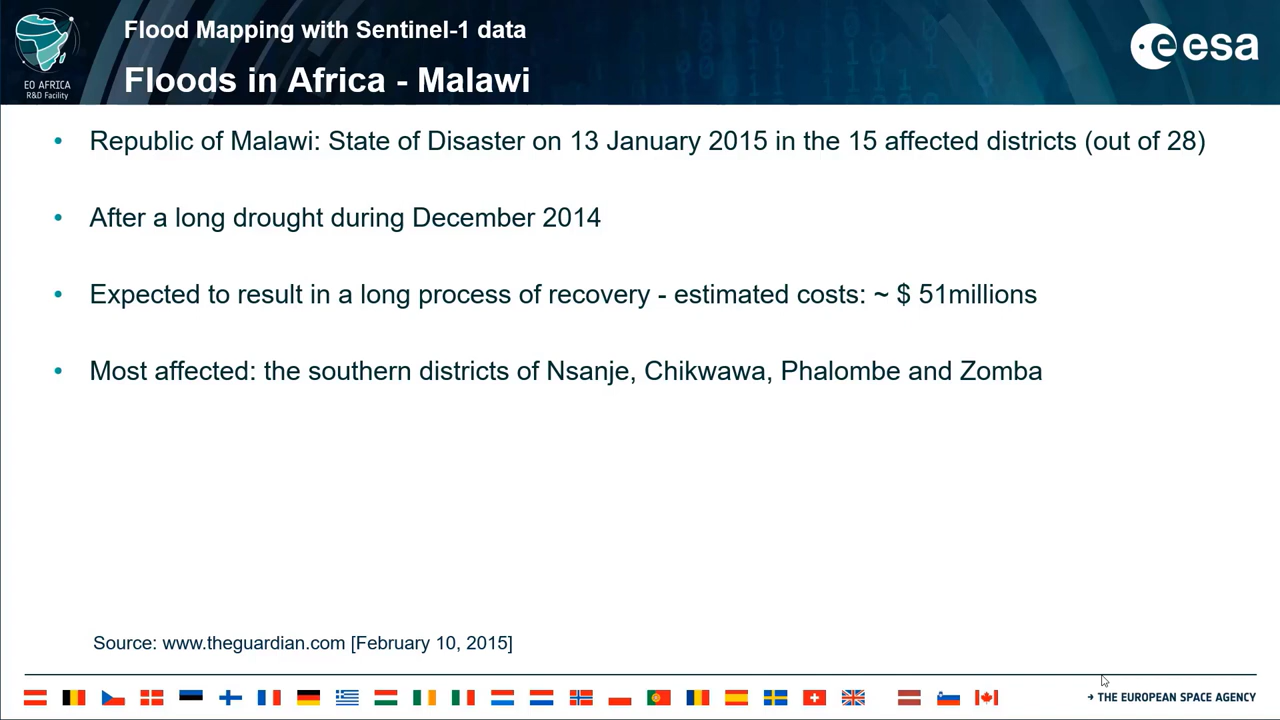 Flood Mapping with Sentinel-1 data
Floods in Africa - Malawi
EO AFRICA
R&D Facility
esa
• Republic of Malawi: State of Disaster on 13 January 2015 in the 15 affected districts (out of 28)
• After a long drought during December 2014
• Expected to result in a long process of recovery - estimated costs: ~ $ 51millions
• Most affected: the southern districts of Nsanje, Chikwawa, Phalombe and Zomba
Source: www.theguardian.com [February 10, 2015]
→ THE EUROPEAN SPACE AGENCY